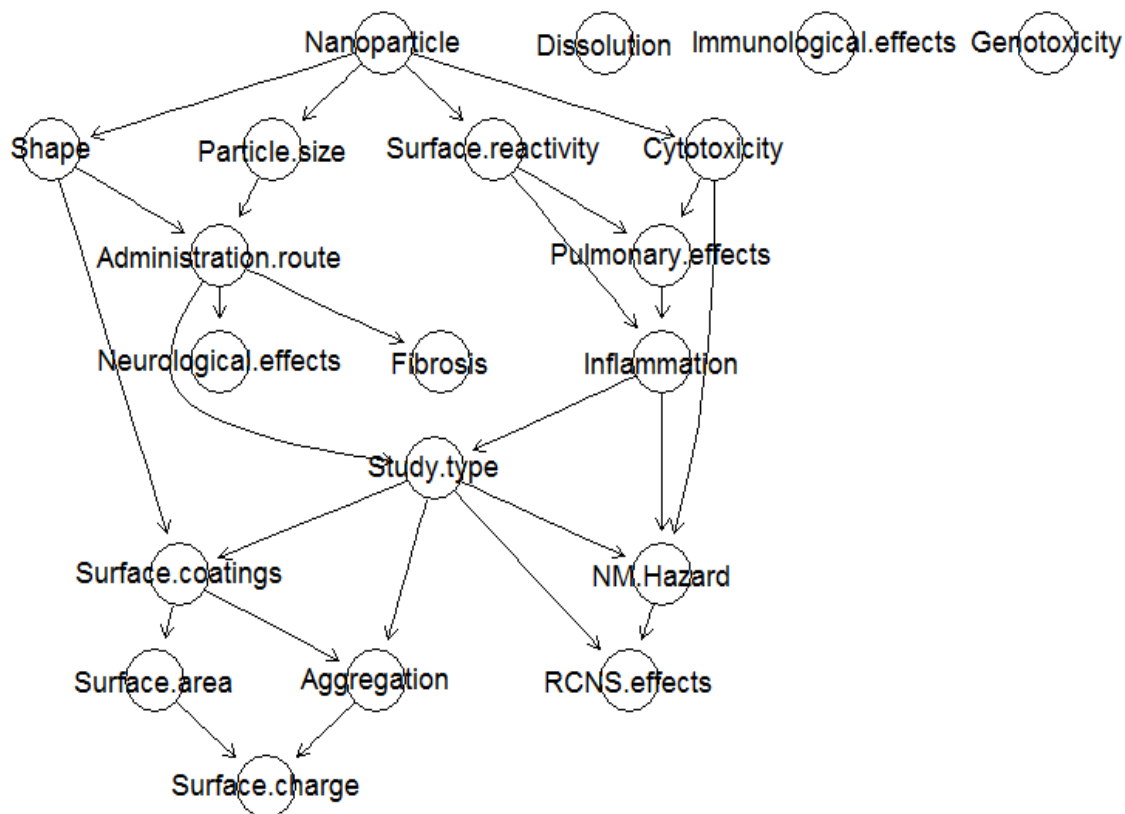 Nanoparticle
Dissolution
Immunological.effects
Genotoxicity
Shape
Particle.size
Surface.reactivity
Cytotoxicity
Administration.route
Pulmonary.effects
Neurological.effects
Fibrosis
Inflammation
Study.type
Surface.coatings
NM.Hazard
Surface.area
Aggregation
RCNS.effects
Surface.charge